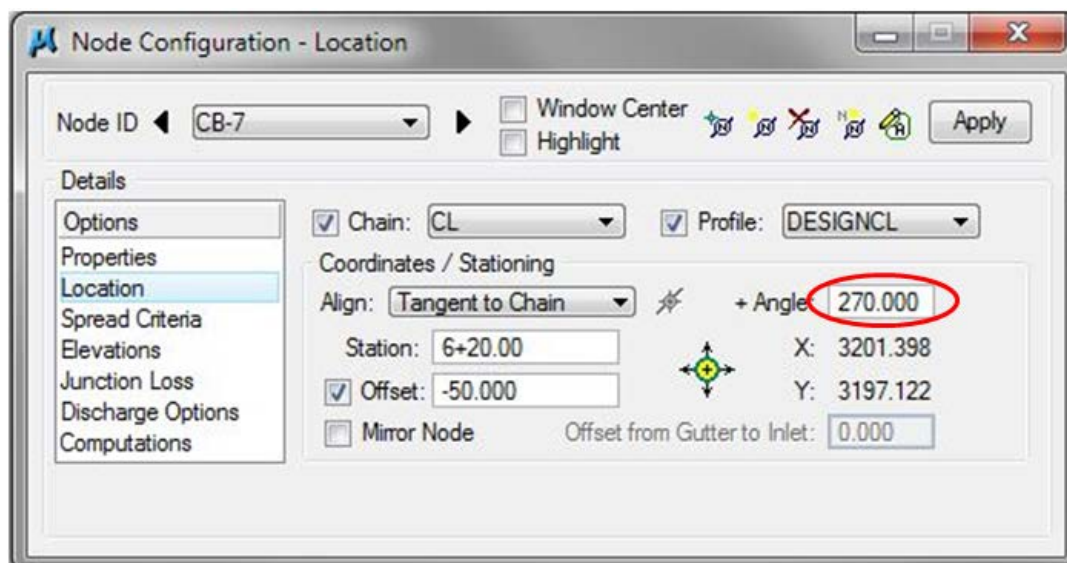 Node Configuration - Location
Node ID CB-7 Window Center Apply
Highlight
Details
Options
Properties
Location
Spread Criteria
Elevations
Junction Loss
Discharge Options
Computations
Chain: CL Profile: DESIGNCL
Coordinates / Stationing
Align: Tangent to Chain + Angle: 270.000
Station: 6+20.00 X: 3201.398
Offset: -50.000 Y: 3197.122
Mirror Node Offset from Gutter to Inlet: 0.000